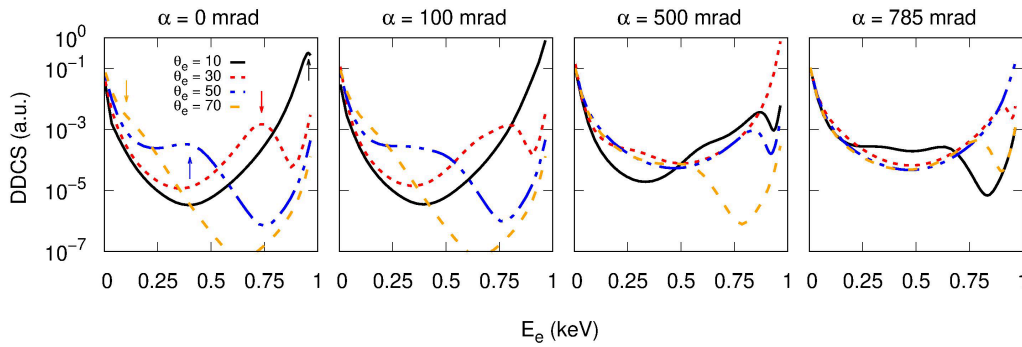 α = 0 mrad
α = 100 mrad
α = 500 mrad
α = 785 mrad
DDCS (a.u.)
10⁰
10⁻¹
10⁻³
10⁻⁵
10⁻⁷
θₑ = 10
θₑ = 30
θₑ = 50
θₑ = 70
0 0.25 0.5 0.75 1
0 0.25 0.5 0.75 1
0 0.25 0.5 0.75 1
0 0.25 0.5 0.75 1
Eₑ (keV)